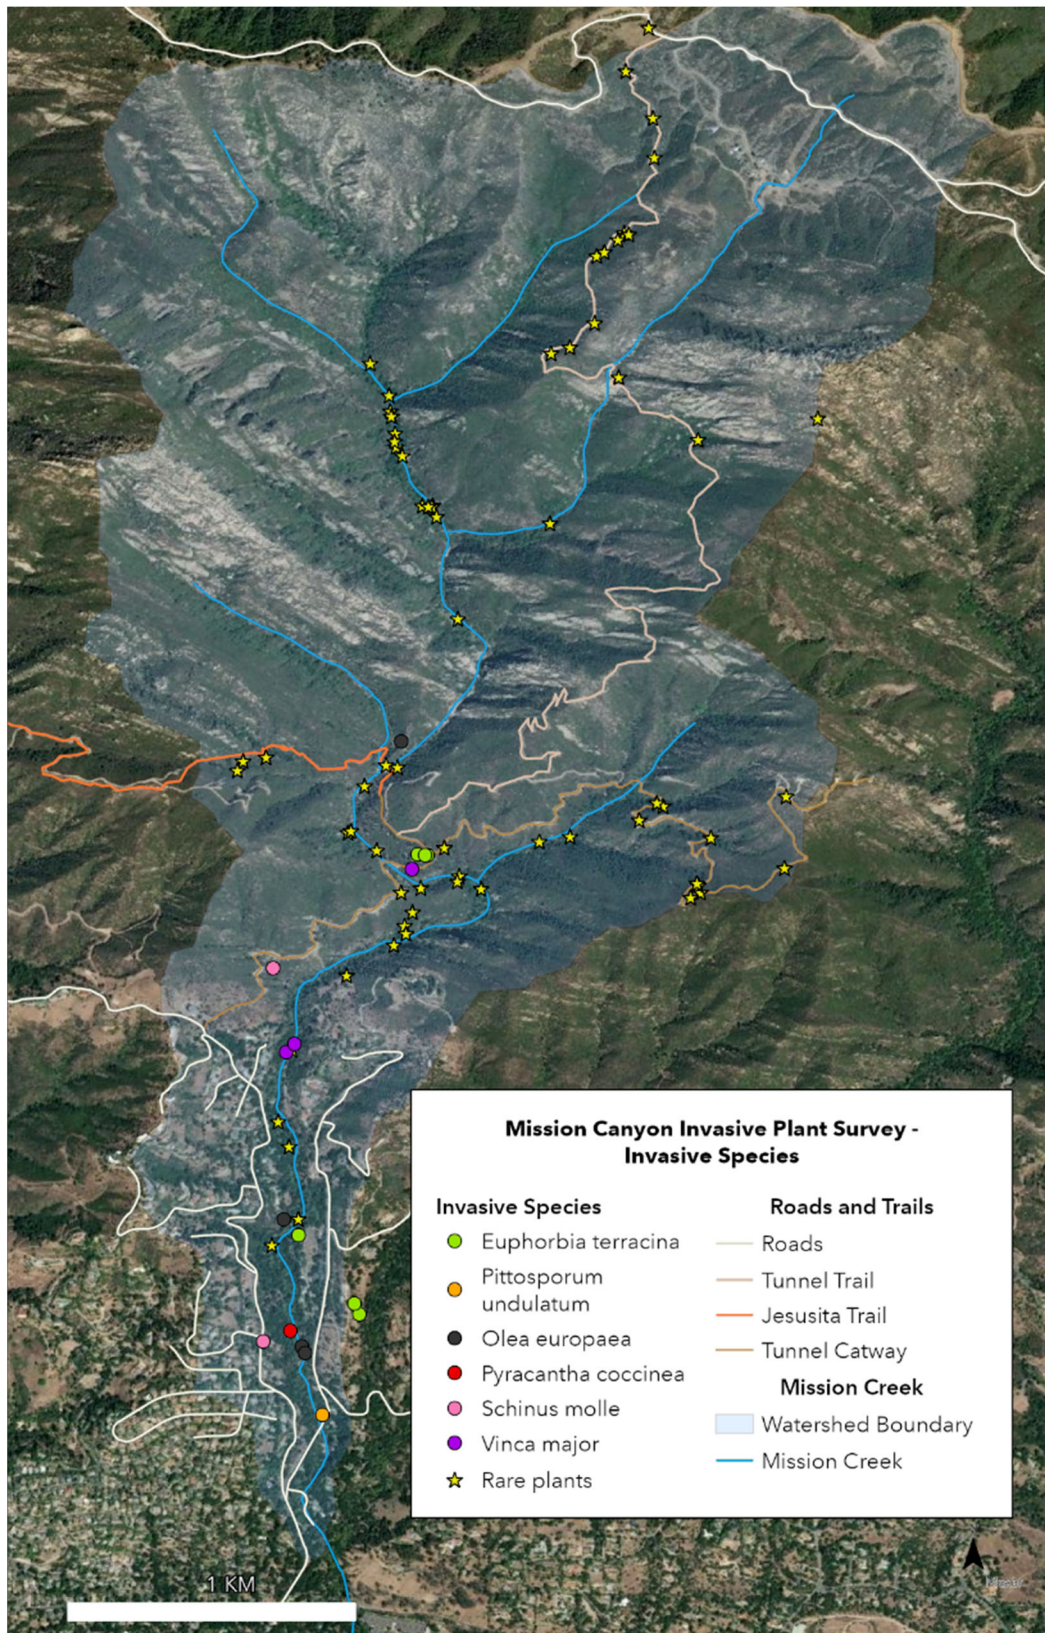 Mission Canyon Invasive Plant Survey -
Invasive Species
Invasive Species
Euphorbia terracina
Pittosporum
undulatum
Olea europaea
Pyracantha coccinea
Schinus molle
Vinca major
Rare plants
Roads and Trails
Roads
Tunnel Trail
Jesusita Trail
Tunnel Catway
Mission Creek
Watershed Boundary
Mission Creek
1 KM